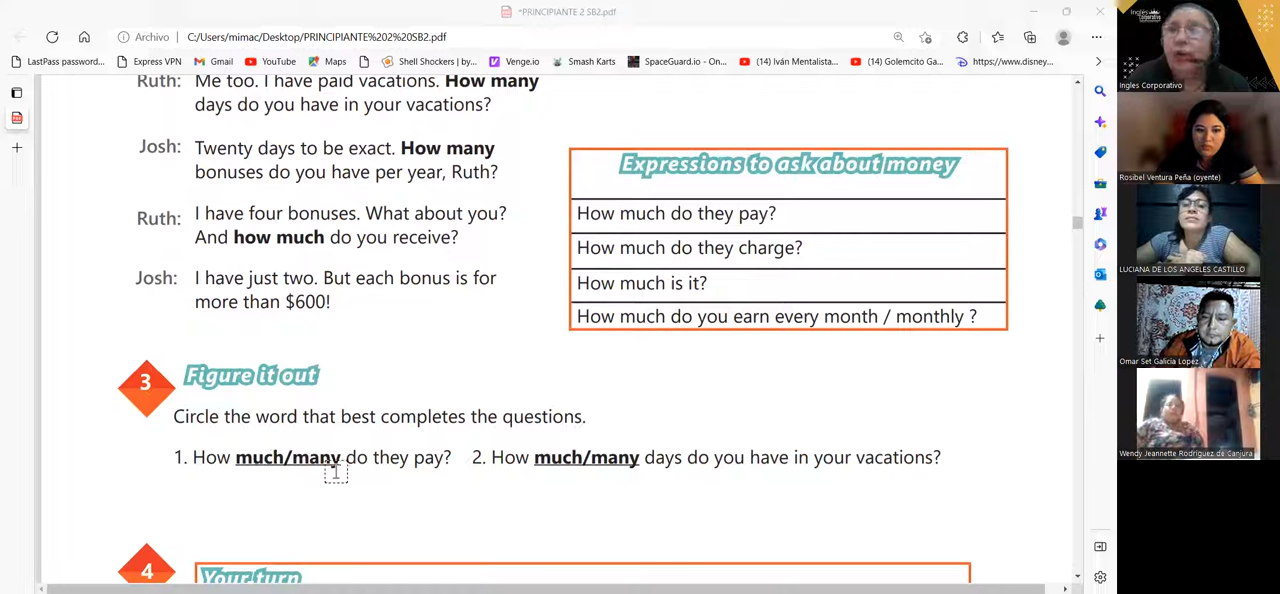 *PRINCIPIANTE 2 SB2.pdf
Archivo | C:/Users/mimac/Desktop/PRINCIPIANTE%202%20SB2.pdf
LastPass password... Express VPN Gmail YouTube Maps Shell Shockers | by... Venge.io Smash Karts SpaceGuard.io - On... (14) Iván Mentalista... (14) Golemcito Ga... https://www.disney...
Ruth: Me too. I have paid vacations. How many
days do you have in your vacations?
Josh: Twenty days to be exact. How many
bonuses do you have per year, Ruth?
Ruth: I have four bonuses. What about you?
And how much do you receive?
Josh: I have just two. But each bonus is for
more than $600!
Expressions to ask about money
How much do they pay?
How much do they charge?
How much is it?
How much do you earn every month / monthly ?
3 Figure it out
Circle the word that best completes the questions.
1. How much/many do they pay? 2. How much/many days do you have in your vacations?
4 Your turn
Inglés
Corporativo
Ingles Corporativo
Rosibel Ventura Peña (oyente)
LUCIANA DE LOS ANGELES CASTILLO
Omar Set Galicia Lopez
Wendy Jeannette Rodriguez de Canjura